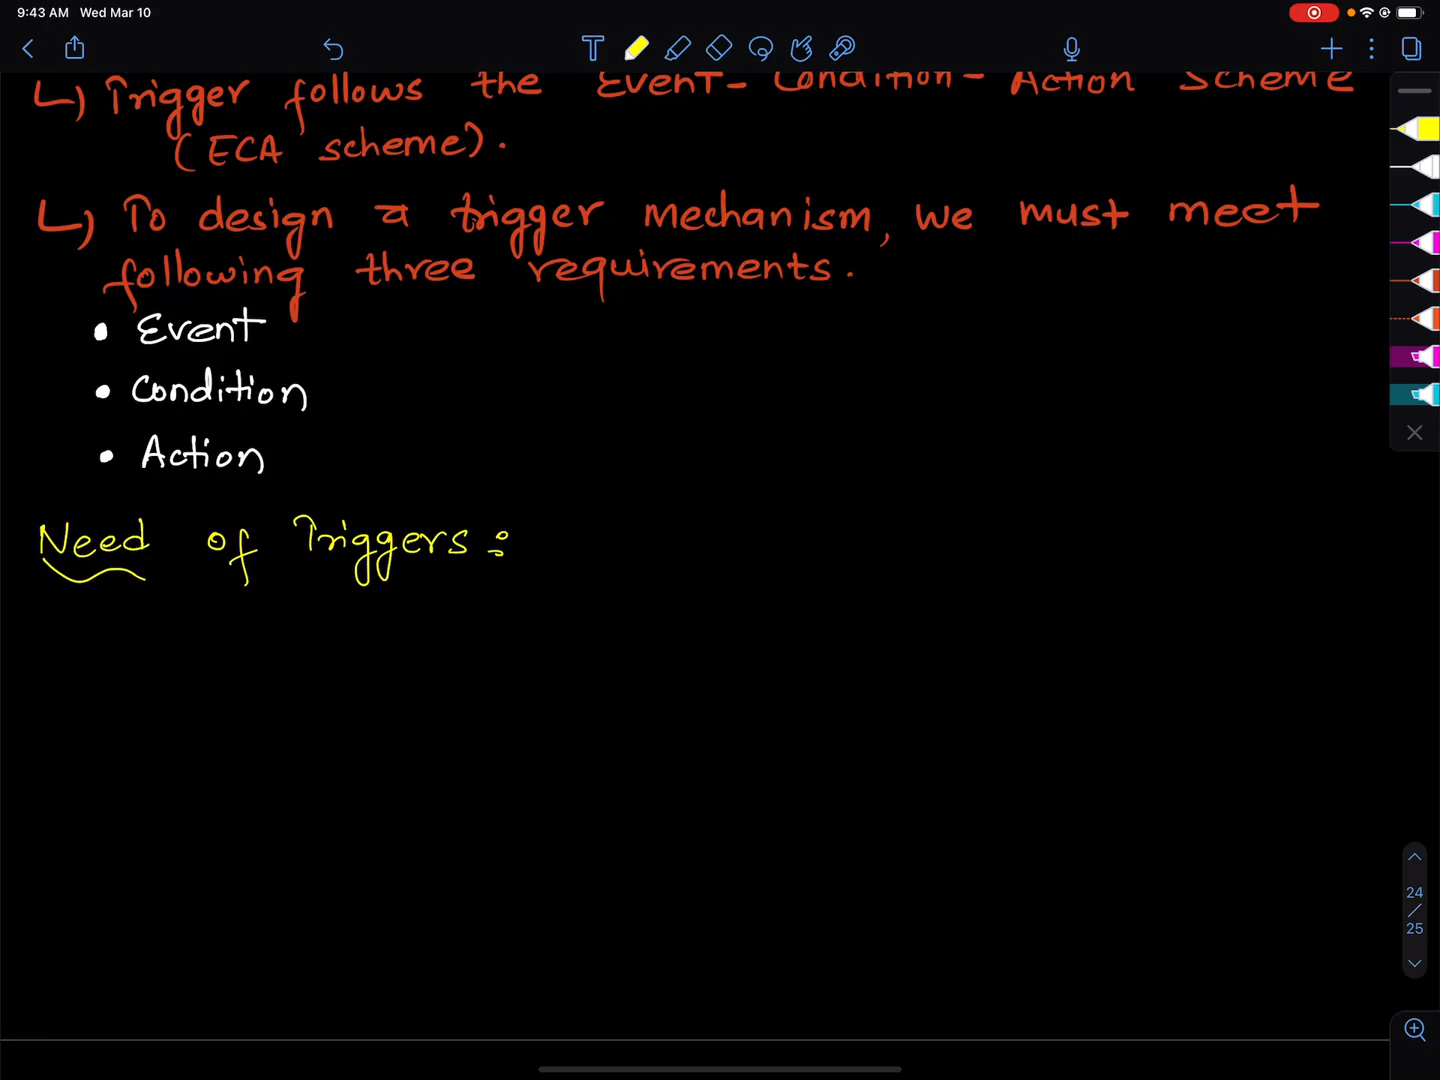 9:43 AM Wed Mar 10
Trigger follows the Event-Condition-Action Scheme
(ECA scheme).
To design a trigger mechanism, we must meet
following three requirements.
• Event
• Condition
• Action
Need of Triggers:
24
/
25